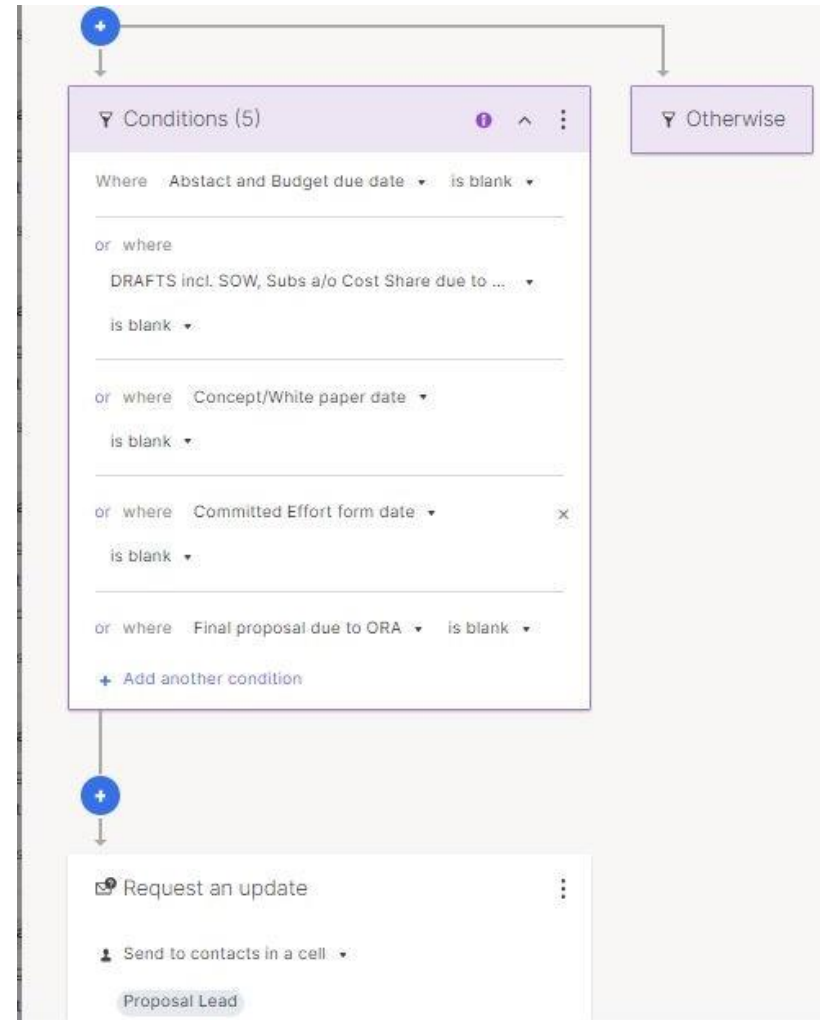 Conditions (5)
Otherwise
Where Abstact and Budget due date is blank
or where
DRAFTS incl. SOW, Subs a/o Cost Share due to ...
is blank
or where Concept/White paper date
is blank
or where Committed Effort form date
is blank
or where Final proposal due to ORA is blank
+ Add another condition
Request an update
Send to contacts in a cell
Proposal Lead